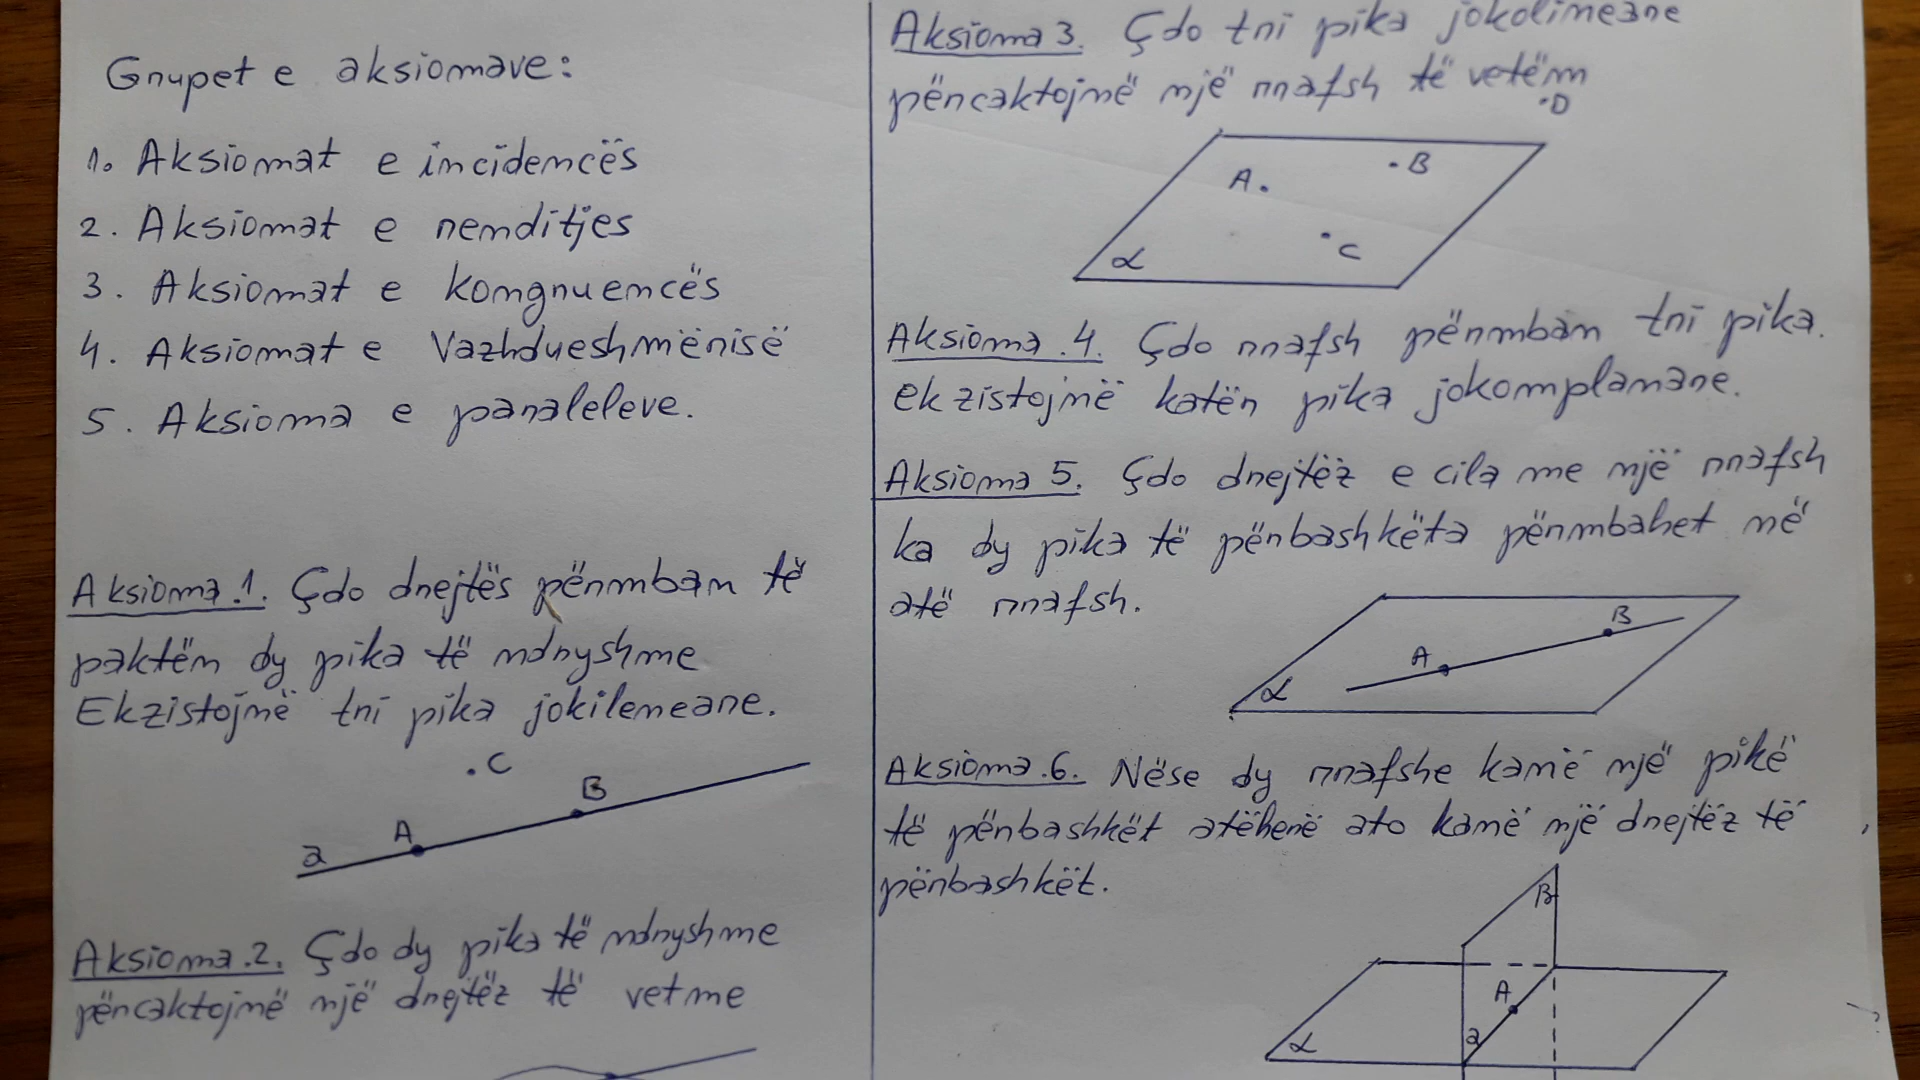 Grupet e aksiomave:
1. Aksiomat e incidencës
2. Aksiomat e renditjes
3. Aksiomat e kongruencës
4. Aksiomat e Vazhdueshmërisë
5. Aksioma e paraleleve.
Aksioma.1. Çdo drejtës përmban të
paktën dy pika të ndryshme
Ekzistojnë tri pika jokileneare.
.C
B
A
a
Aksioma.2. Çdo dy pika të ndryshme
përcaktojnë një drejtëz të vetme
Aksioma 3. Çdo tri pika jokolineare
përcaktojnë një rrafsh të vetëm
.D
.B
A.
C
α
Aksioma.4. Çdo rrafsh përmban tri pika.
ekzistojnë katër pika jokomplanare.
Aksioma 5. Çdo drejtëz e cila me një rrafsh
ka dy pika të përbashkëta përmbahet në
atë rrafsh.
B
A
α
Aksioma.6. Nëse dy rrafshe kanë një pikë
të përbashkët atëherë ato kanë një drejtëz të
përbashkët.
B
A
a
α